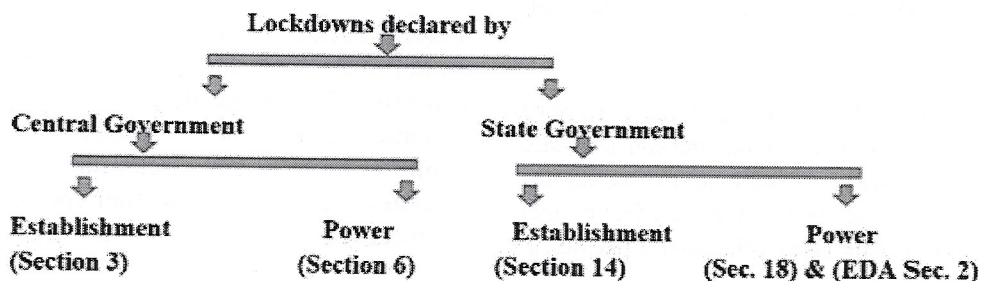 Lockdowns declared by
Central Government
State Government
Establishment
(Section 3)
Power
(Section 6)
Establishment
(Section 14)
Power
(Sec. 18) & (EDA Sec. 2)